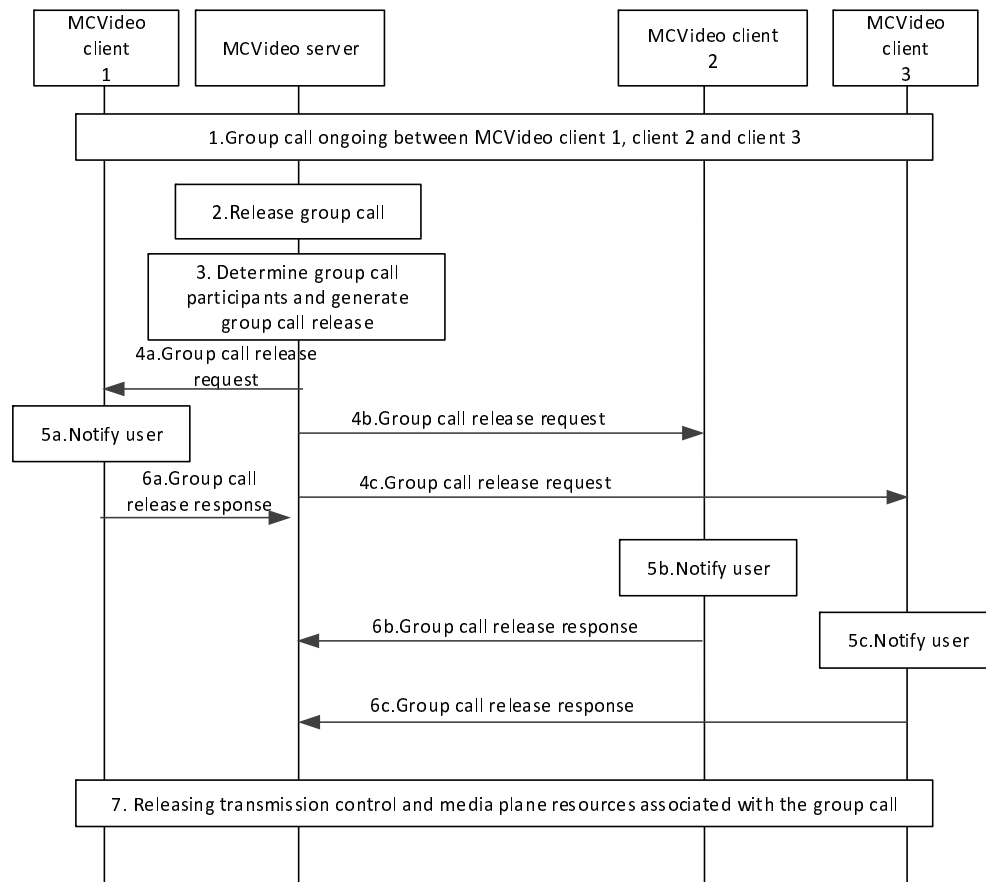 MCVideo
client
1
MCVideo server
MCVideo client
2
MCVideo
client
3
1.Group call ongoing between MCVideo client 1, client 2 and client 3
2.Release group call
3. Determine group call
participants and generate
group call release
4a.Group call release
request
5a.Notify user
4b.Group call release request
6a.Group call
release response
4c.Group call release request
5b.Notify user
6b.Group call release response
5c.Notify user
6c.Group call release response
7. Releasing transmission control and media plane resources associated with the group call